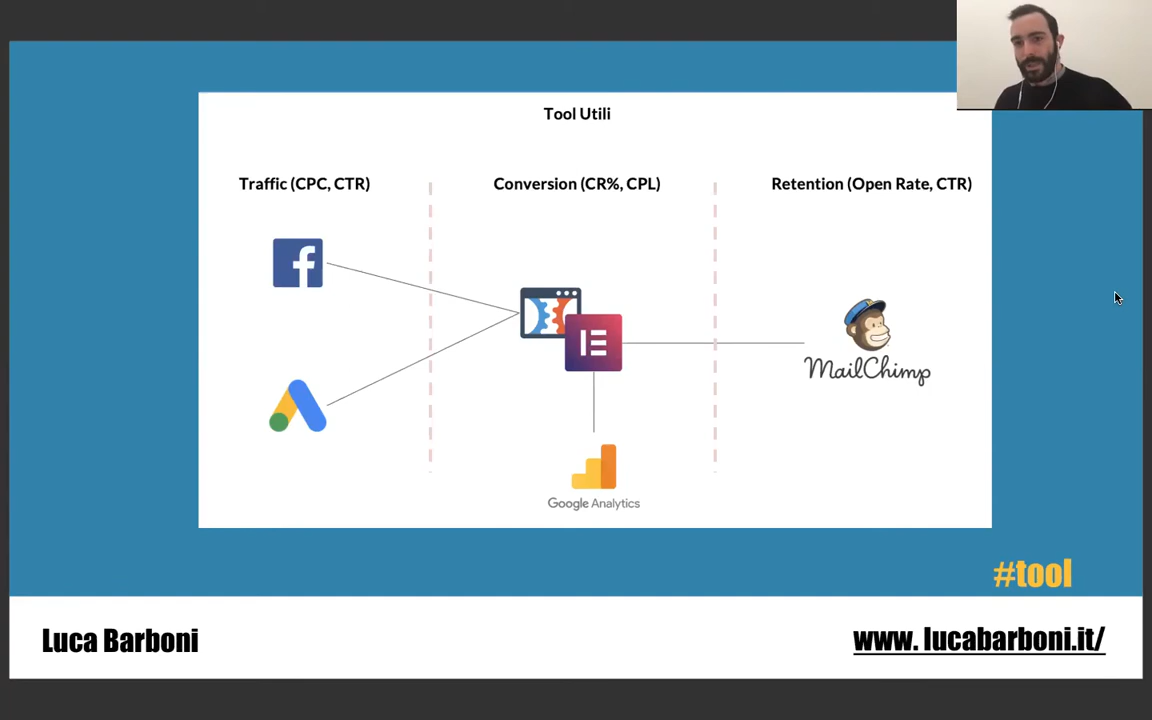 Tool Utili
Traffic (CPC, CTR)
Conversion (CR%, CPL)
Retention (Open Rate, CTR)
MailChimp
Google Analytics
#tool
Luca Barboni
www. lucabarboni.it/